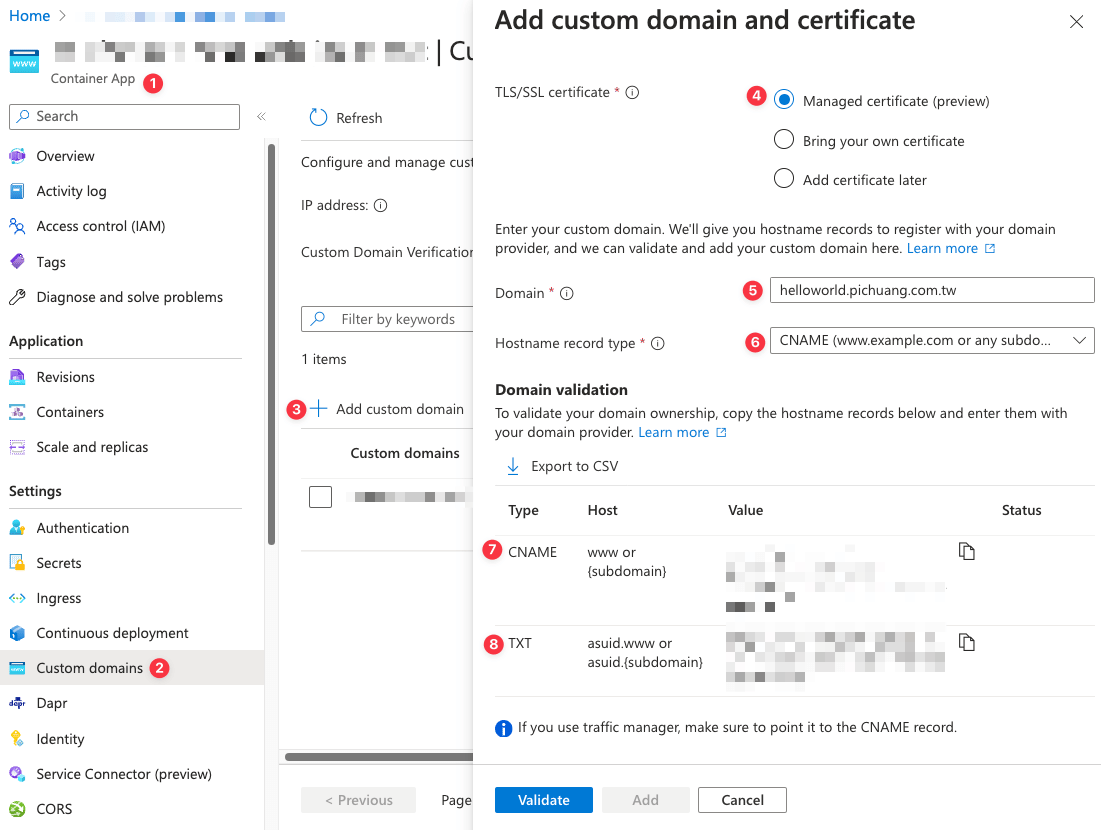 Home
| Cu
Container App
1
Search
Overview
Activity log
Access control (IAM)
Tags
Diagnose and solve problems
Application
Revisions
Containers
Scale and replicas
Settings
Authentication
Secrets
Ingress
Continuous deployment
Custom domains 2
Dapr
Identity
Service Connector (preview)
CORS
Refresh
Configure and manage cust
IP address:
Custom Domain Verification
Filter by keywords
1 items
3 Add custom domain
Custom domains
< Previous
Page
Add custom domain and certificate
TLS/SSL certificate *
4 Managed certificate (preview)
Bring your own certificate
Add certificate later
Enter your custom domain. We'll give you hostname records to register with your domain
provider, and we can validate and add your custom domain here. Learn more
Domain * 5 helloworld.pichuang.com.tw
Hostname record type * 6 CNAME (www.example.com or any subdo...
Domain validation
To validate your domain ownership, copy the hostname records below and enter them with
your domain provider. Learn more
Export to CSV
Type Host Value Status
7 CNAME www or
{subdomain}
8 TXT asuid.www or
asuid.{subdomain}
If you use traffic manager, make sure to point it to the CNAME record.
Validate Add Cancel